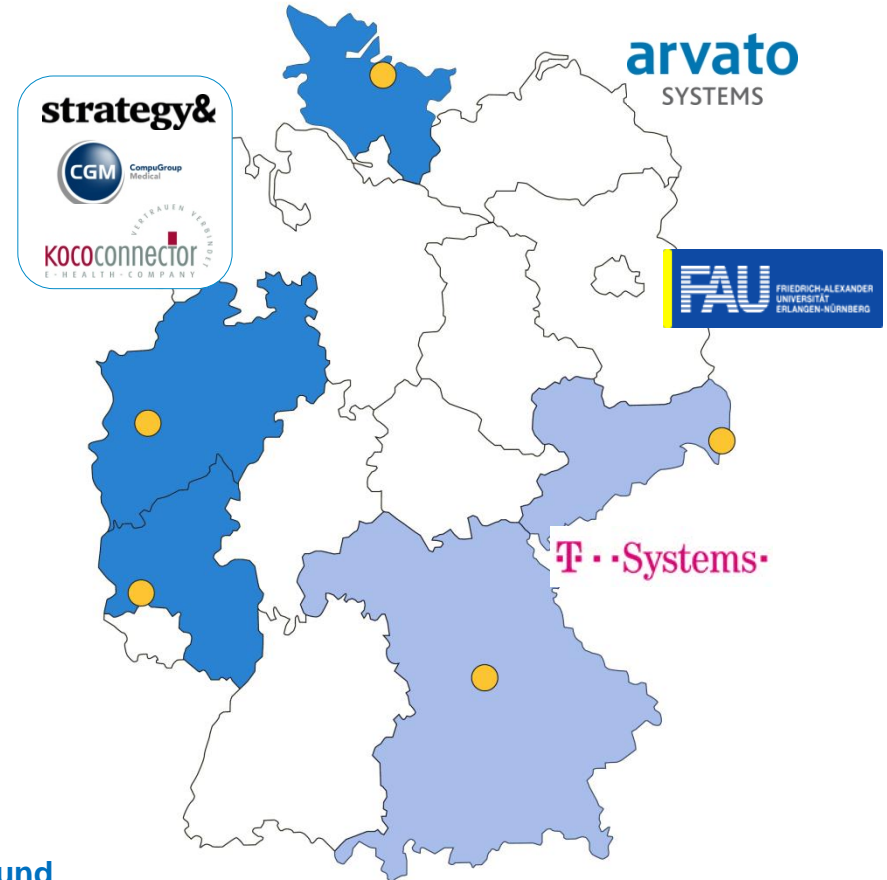 arvato
SYSTEMS
strategy&
CGM CompuGroup
Medical
VERTRAUEN VERBINDET
KOCOCONNECTOR
E-HEALTH-COMPANY
FAU FRIEDRICH-ALEXANDER
UNIVERSITÄT
ERLANGEN-NÜRNBERG
T··Systems·
und